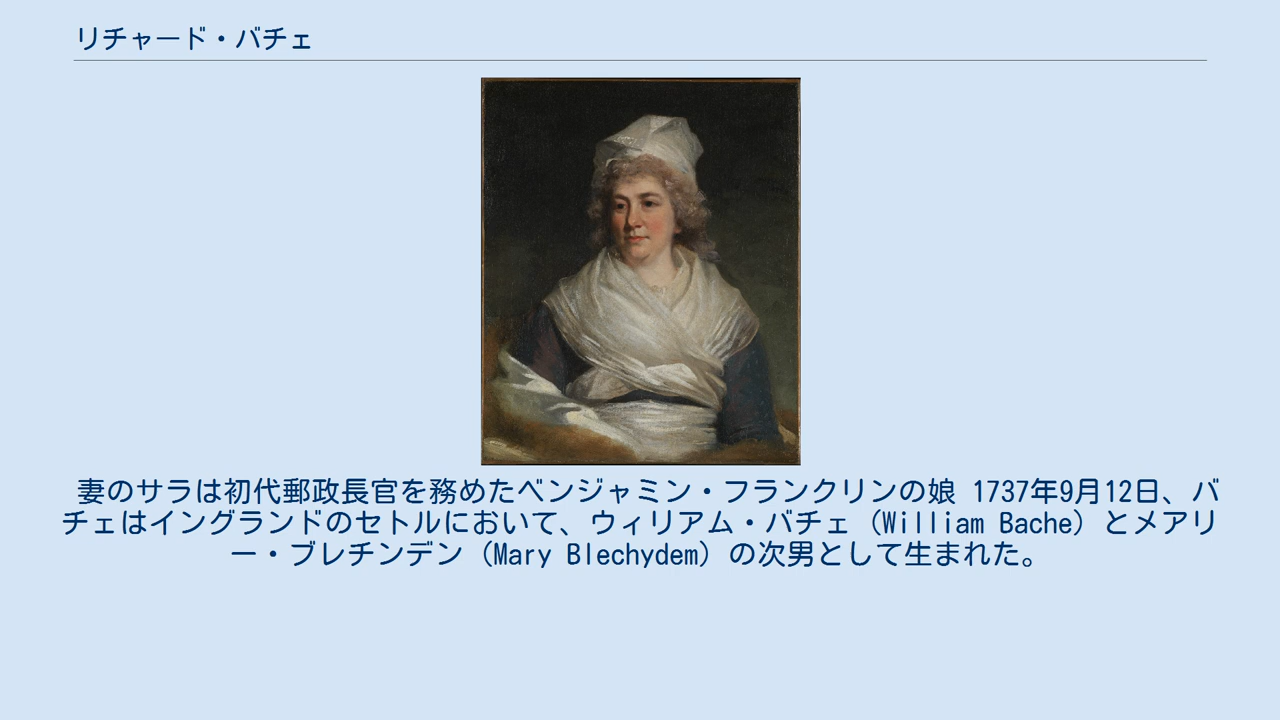 リチャード・バチェ
妻のサラは初代郵政長官を務めたベンジャミン・フランクリンの娘 1737年9月12日、バ
チェはイングランドのセトルにおいて、ウィリアム・バチェ（William Bache）とメアリ
ー・ブレチンデン（Mary Blechydem）の次男として生まれた。